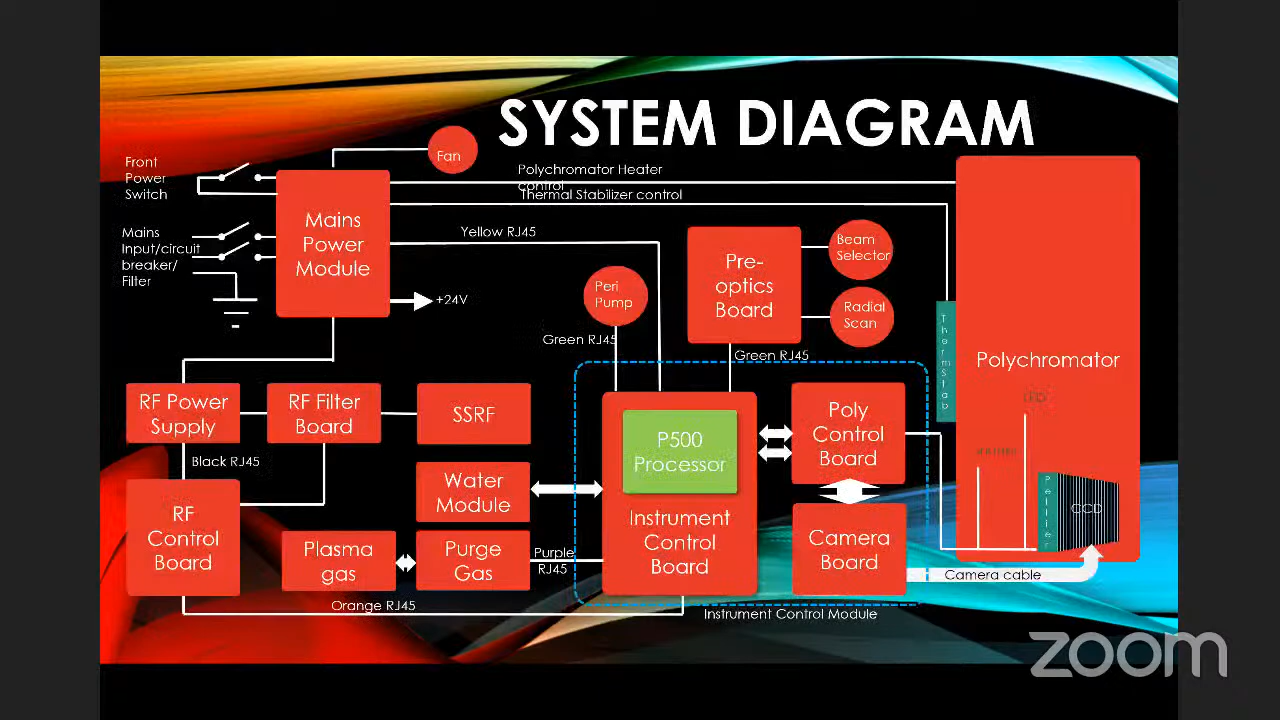 SYSTEM DIAGRAM
Front
Power
Switch
Fan
Polychromator Heater
control
Thermal Stabilizer control
Mains
Power
Module
Mains
Input/circuit
breaker/
Filter
Yellow RJ45
+24V
Peri
Pump
Green RJ45
Pre-
optics
Board
Beam
Selector
Radial
Scan
Green RJ45
ThermStab
Polychromator
RF Power
Supply
RF Filter
Board
SSRF
Black RJ45
Water
Module
RF
Control
Board
Plasma
gas
Purge
Gas
Purple
RJ45
Orange RJ45
P500
Processor
Instrument
Control
Board
Poly
Control
Board
Camera
Board
Peltier
CCD
Camera cable
Instrument Control Module
zoom